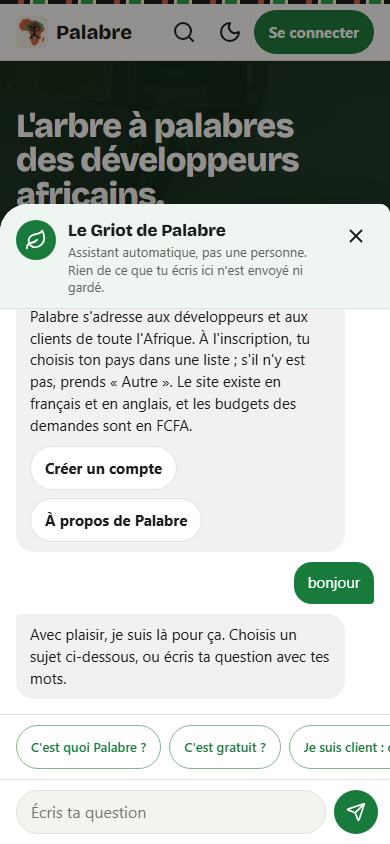 Palabre
Se connecter
L'arbre à palabres
des développeurs
africains.
Le Griot de Palabre
Assistant automatique, pas une personne.
Rien de ce que tu écris ici n'est envoyé ni
gardé.
Palabre s'adresse aux développeurs et aux
clients de toute l'Afrique. À l'inscription, tu
choisis ton pays dans une liste ; s'il n'y est
pas, prends « Autre ». Le site existe en
français et en anglais, et les budgets des
demandes sont en FCFA.
Créer un compte
À propos de Palabre
bonjour
Avec plaisir, je suis là pour ça. Choisis un
sujet ci-dessous, ou écris ta question avec tes
mots.
C'est quoi Palabre ?
C'est gratuit ?
Je suis client :
Écris ta question